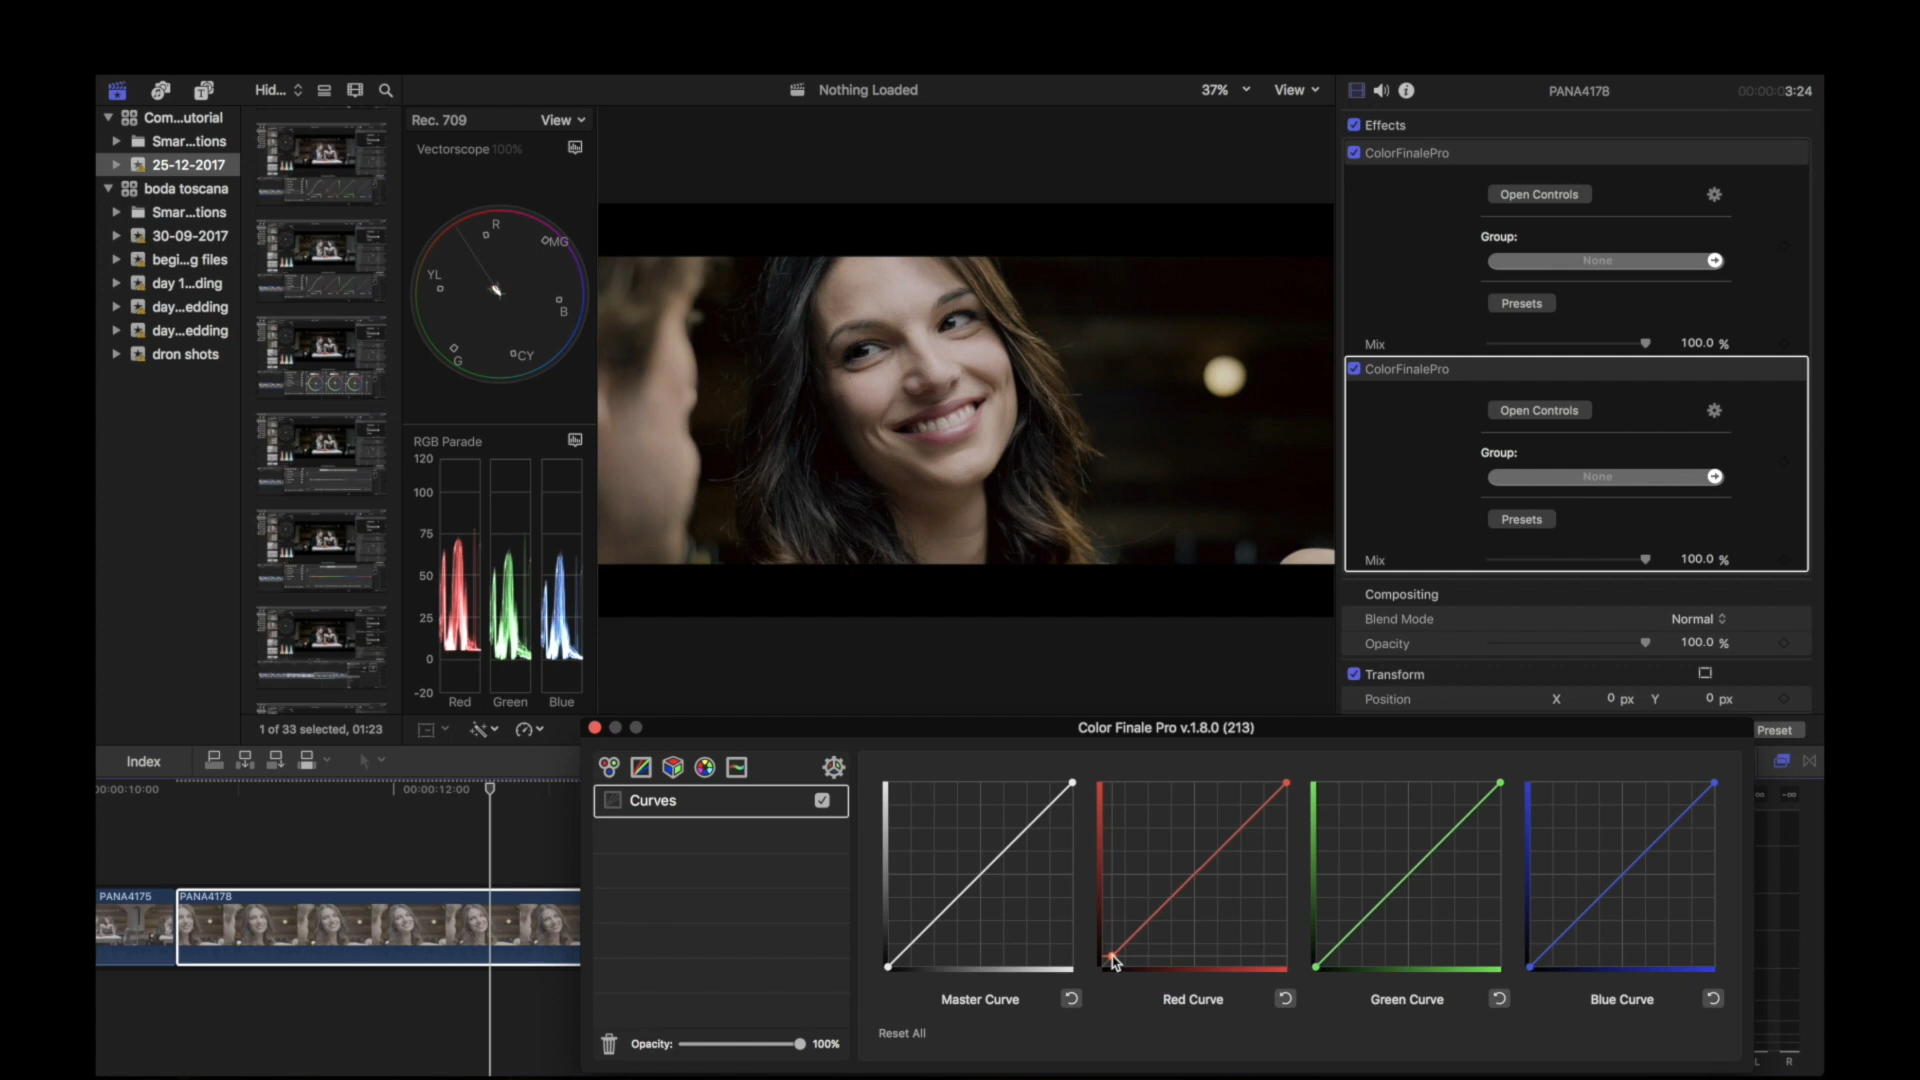 Hid...
Nothing Loaded
37%
View
PANA4178
00:00:03:24
Com...utorial
Smar...tions
25-12-2017
boda toscana
Smar...tions
30-09-2017
begi...g files
day 1...ding
day...edding
day...edding
dron shots
1 of 33 selected, 01:23
Rec. 709
View
Vectorscope 100%
R
MG
YL
B
G
CY
RGB Parade
120
100
75
50
25
0
-20
Red
Green
Blue
Effects
ColorFinalePro
Open Controls
Group:
None
Presets
Mix
100.0 %
ColorFinalePro
Open Controls
Group:
None
Presets
Mix
100.0 %
Compositing
Blend Mode
Normal
Opacity
100.0 %
Transform
Position
X
0 px
Y
0 px
Preset
Index
00:00:10:00
00:00:12:00
PANA4175
PANA4178
Color Finale Pro v.1.8.0 (213)
Curves
Opacity:
100%
Master Curve
Red Curve
Green Curve
Blue Curve
Reset All
-∞
L
R